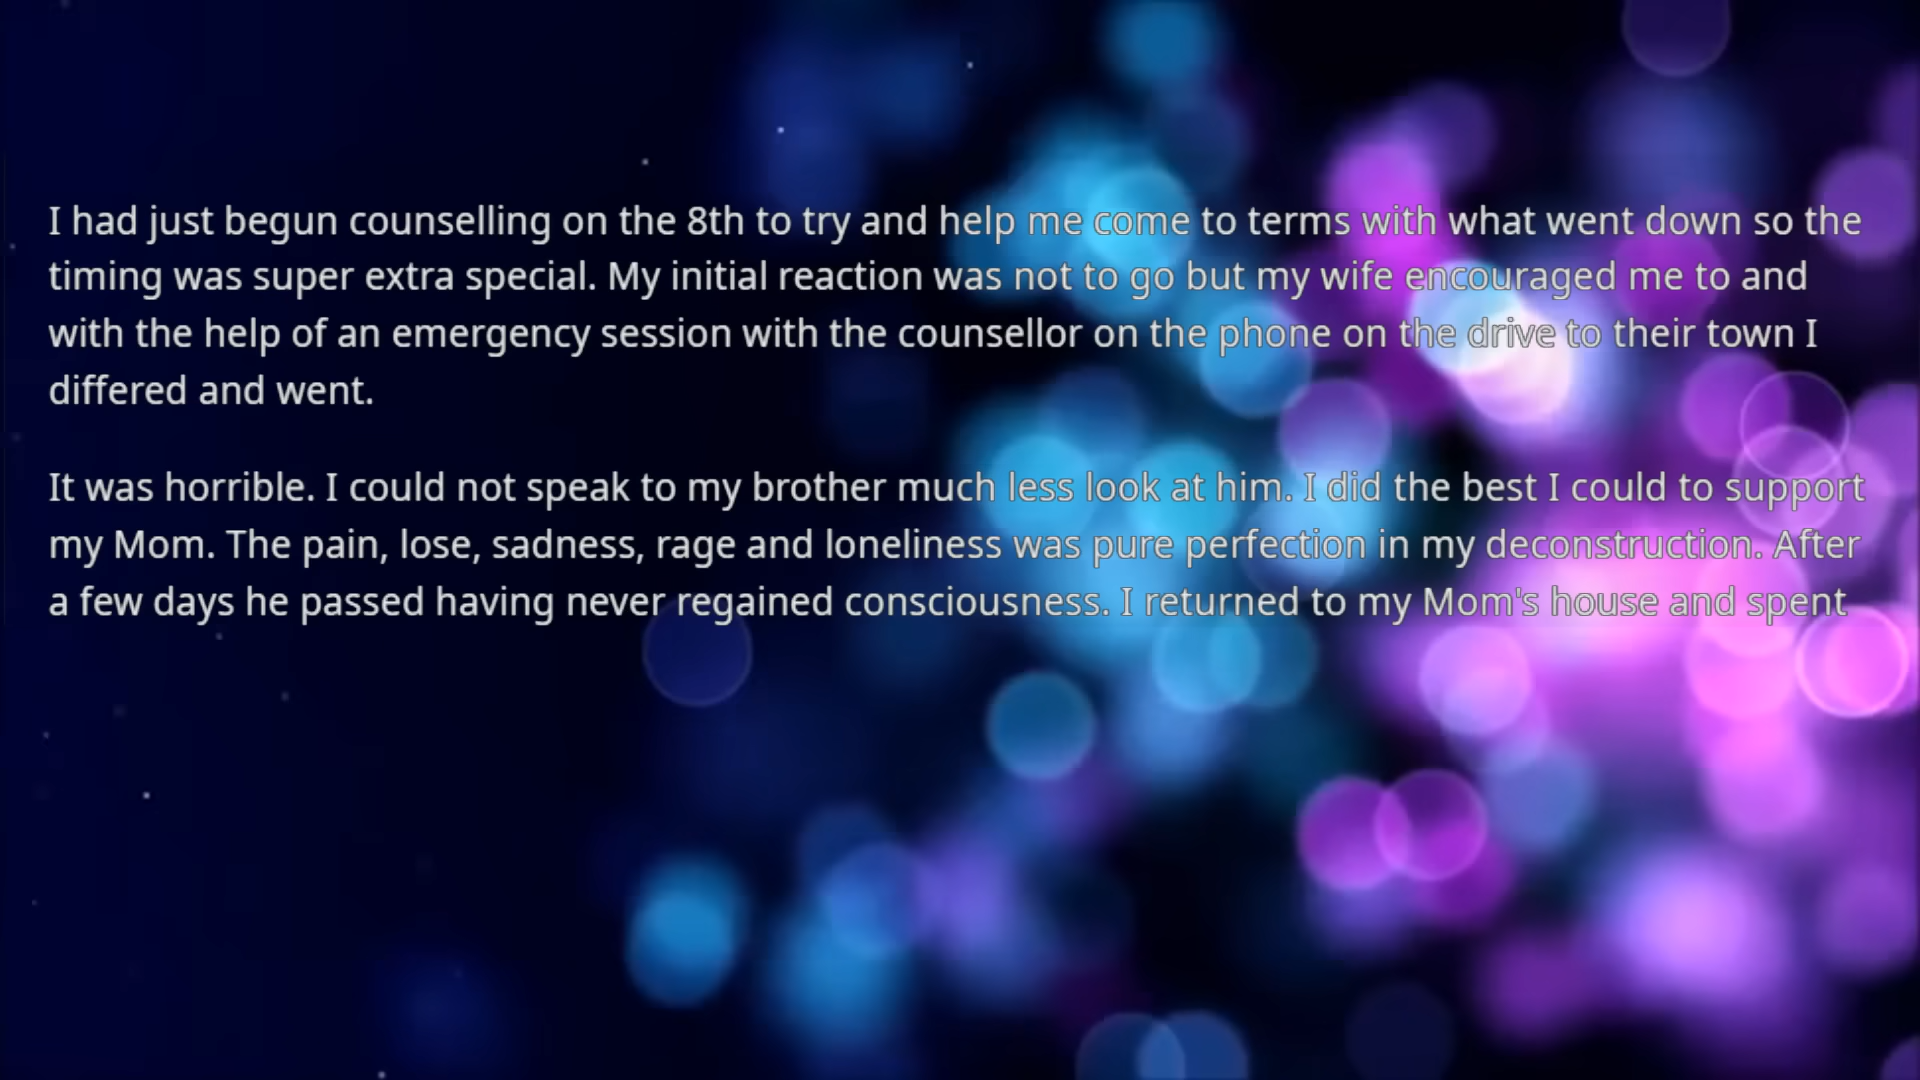 I had just begun counselling on the 8th to try and help me come to terms with what went down so the
timing was super extra special. My initial reaction was not to go but my wife encouraged me to and
with the help of an emergency session with the counsellor on the phone on the drive to their town I
differed and went.
It was horrible. I could not speak to my brother much less look at him. I did the best I could to support
my Mom. The pain, lose, sadness, rage and loneliness was pure perfection in my deconstruction. After
a few days he passed having never regained consciousness. I returned to my Mom's house and spent